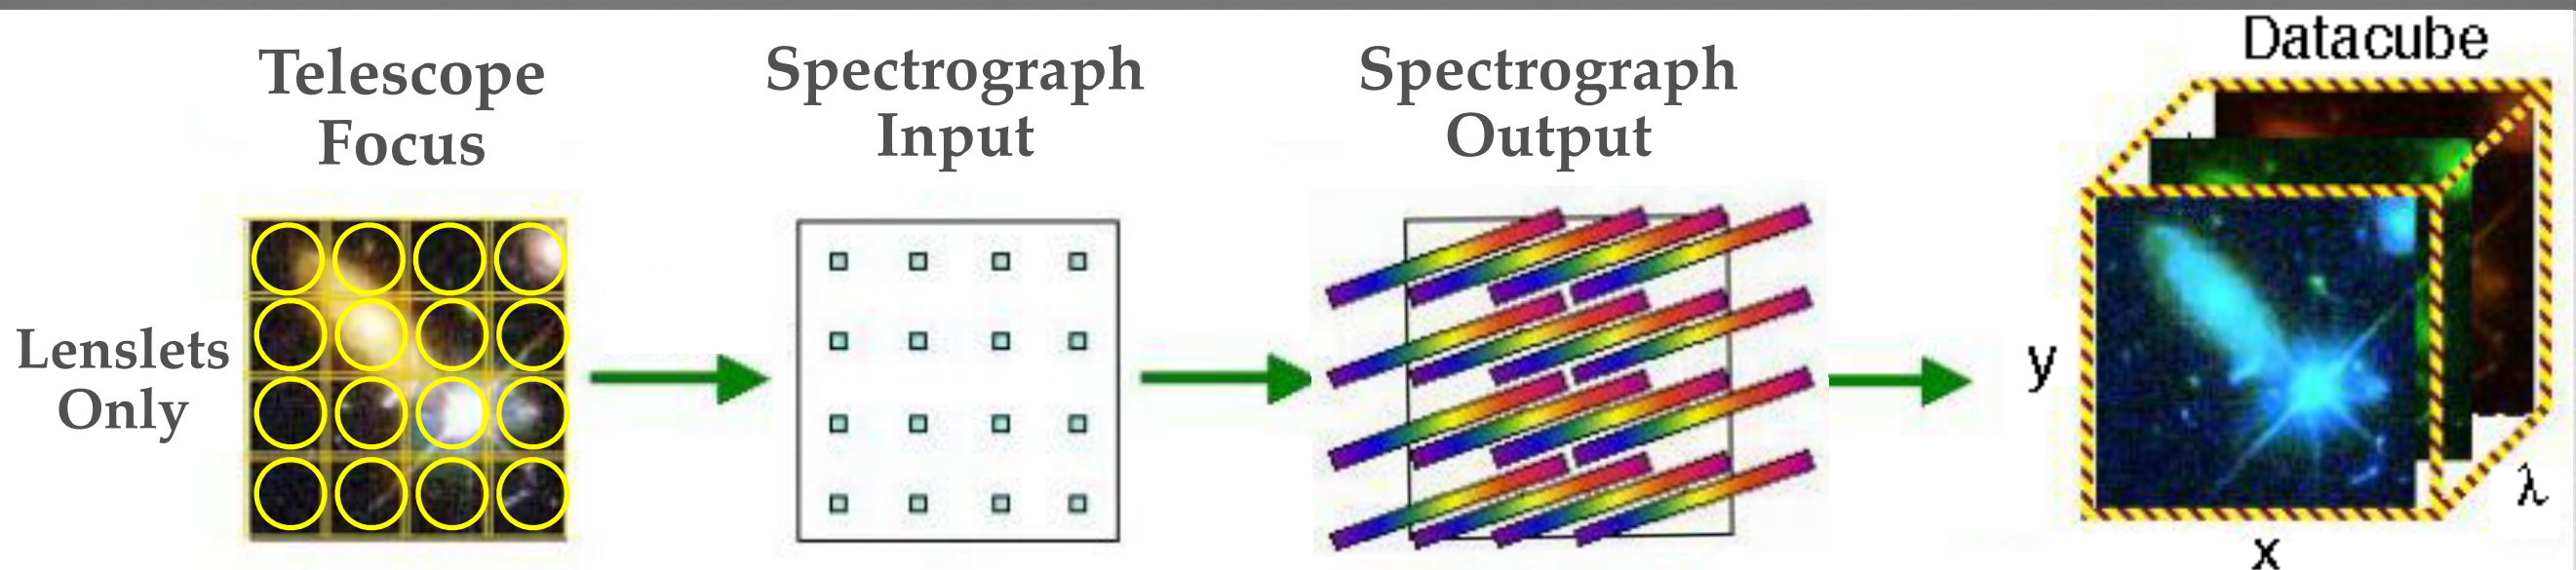 Telescope
Focus
Spectrograph
Input
Spectrograph
Output
Datacube
Lenslets
Only
y
x
λ